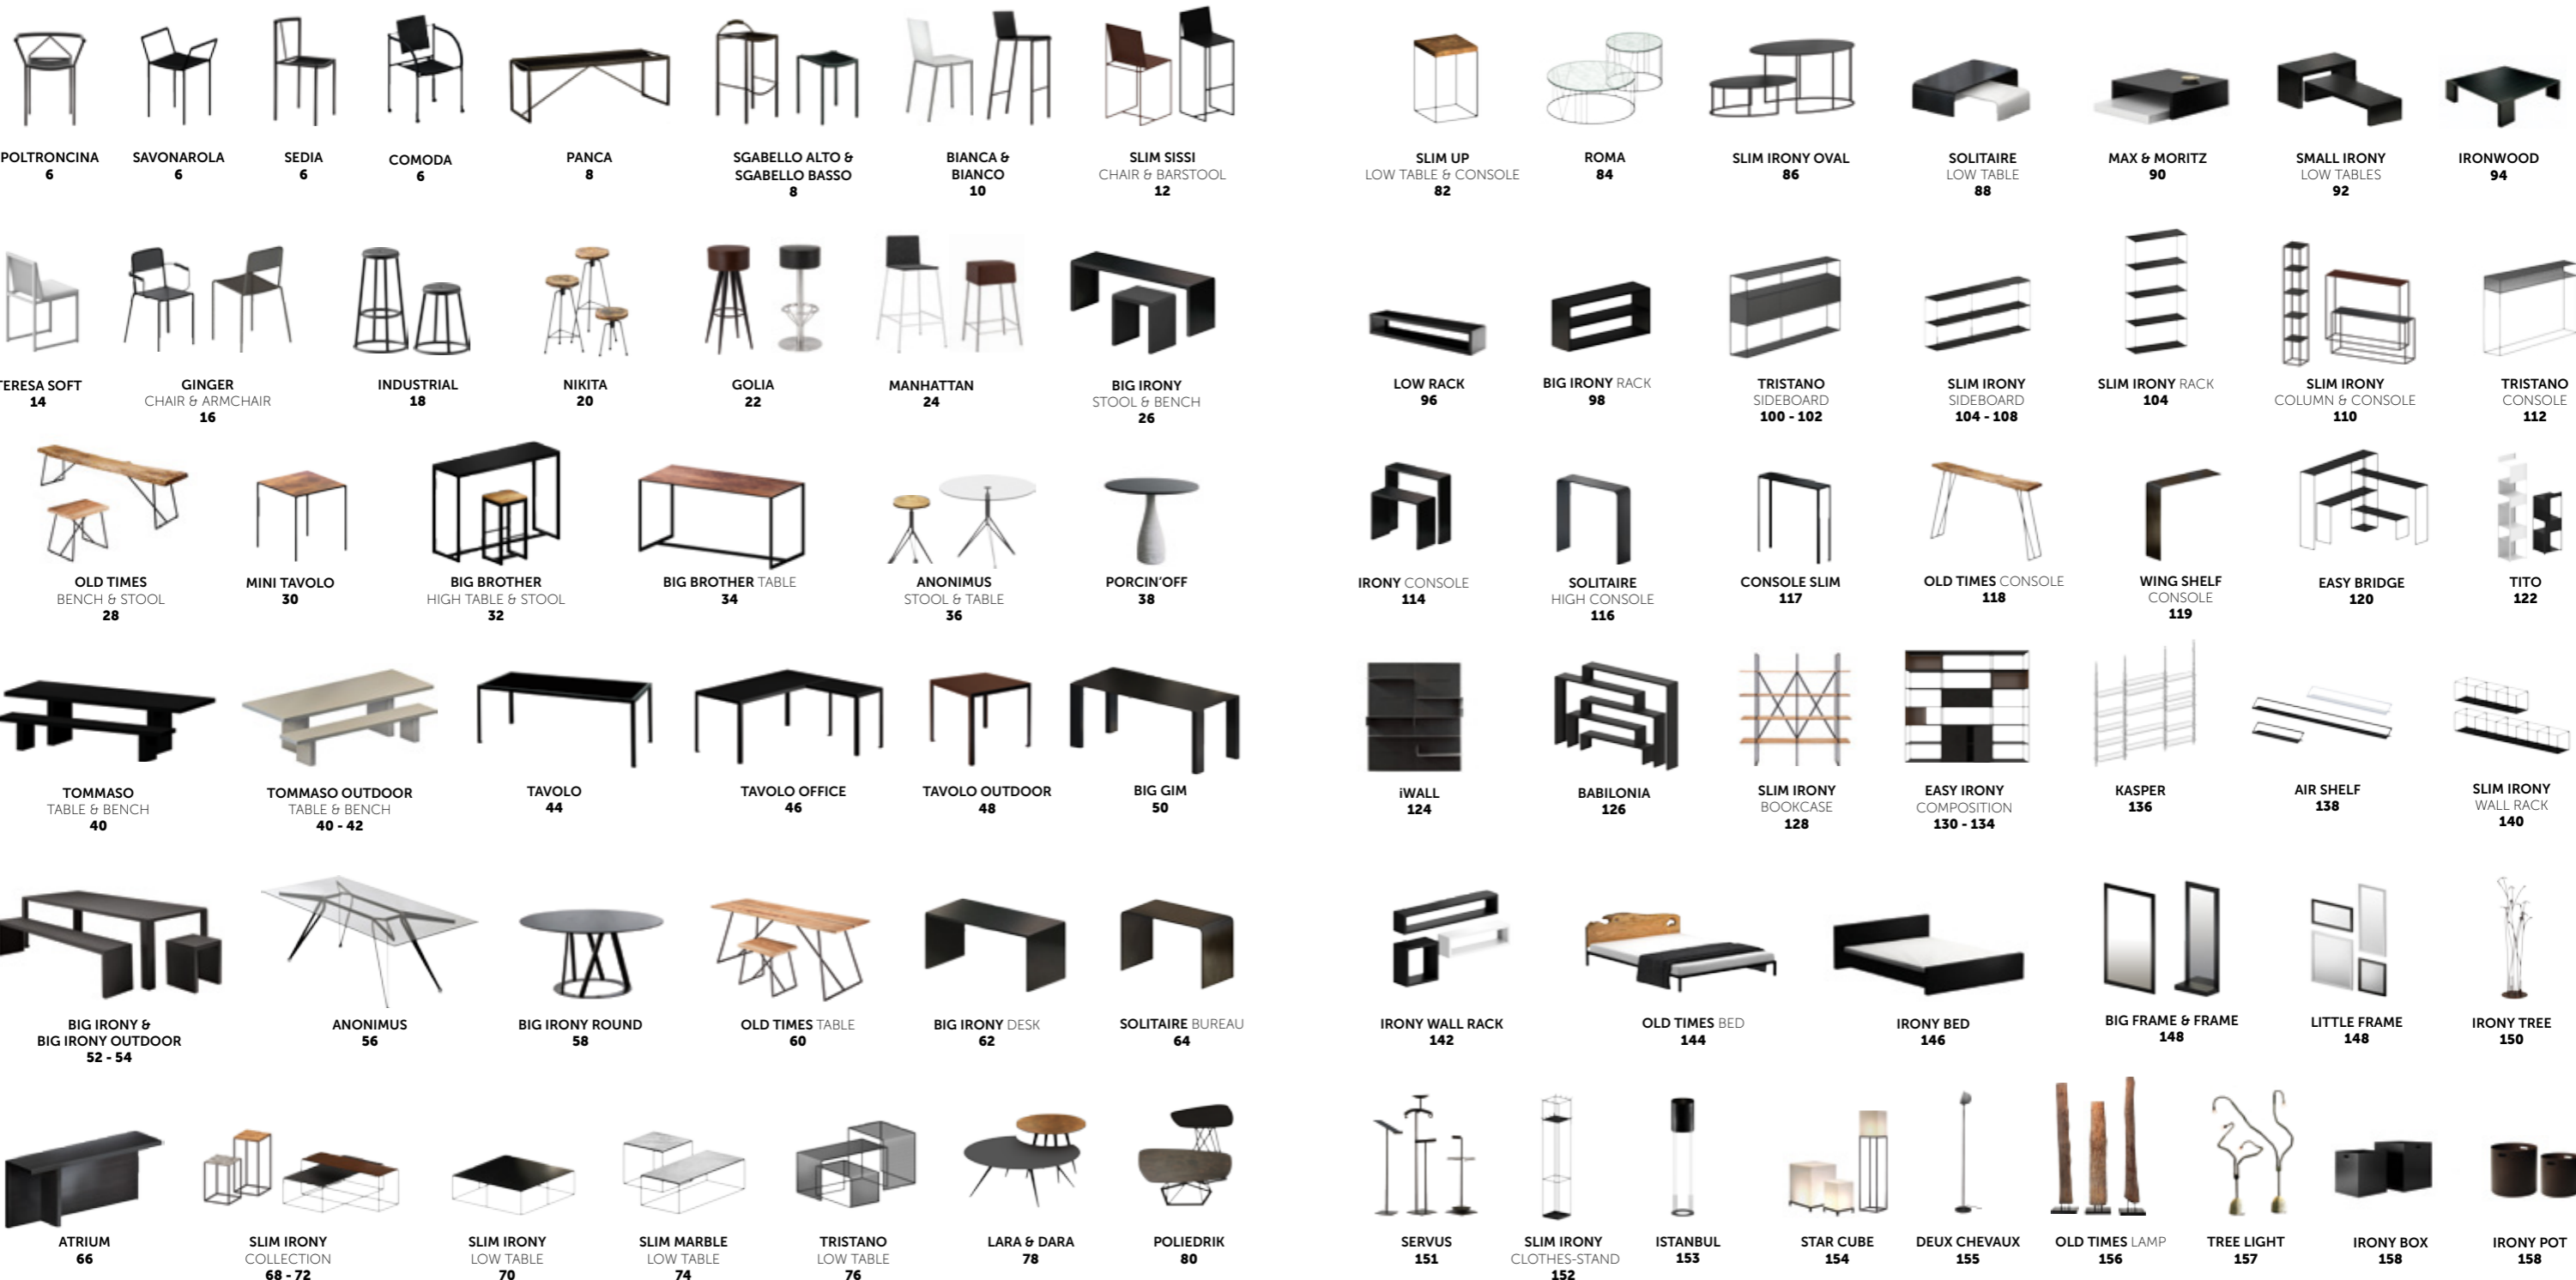 POLTRONCINA
6
SAVONAROLA
6
SEDIA
6
COMODA
6
PANCA
8
SGABELLO ALTO &
SGABELLO BASSO
8
BIANCA &
BIANCO
10
SLIM SISSI
CHAIR & BARSTOOL
12
TERESA SOFT
14
GINGER
CHAIR & ARMCHAIR
16
INDUSTRIAL
18
NIKITA
20
GOLIA
22
MANHATTAN
24
BIG IRONY
STOOL & BENCH
26
OLD TIMES
BENCH & STOOL
28
MINI TAVOLO
30
BIG BROTHER
HIGH TABLE & STOOL
32
BIG BROTHER TABLE
34
ANONIMUS
STOOL & TABLE
36
PORCIN'OFF
38
TOMMASO
TABLE & BENCH
40
TOMMASO OUTDOOR
TABLE & BENCH
40 - 42
TAVOLO
44
TAVOLO OFFICE
46
TAVOLO OUTDOOR
48
BIG GIM
50
BIG IRONY &
BIG IRONY OUTDOOR
52 - 54
ANONIMUS
56
BIG IRONY ROUND
58
OLD TIMES TABLE
60
BIG IRONY DESK
62
SOLITAIRE BUREAU
64
ATRIUM
66
SLIM IRONY
COLLECTION
68 - 72
SLIM IRONY
LOW TABLE
70
SLIM MARBLE
LOW TABLE
74
TRISTANO
LOW TABLE
76
LARA & DARA
78
POLIEDRIK
80
SLIM UP
LOW TABLE & CONSOLE
82
ROMA
84
SLIM IRONY OVAL
86
SOLITAIRE
LOW TABLE
88
MAX & MORITZ
90
SMALL IRONY
LOW TABLES
92
IRONWOOD
94
LOW RACK
96
BIG IRONY RACK
98
TRISTANO
SIDEBOARD
100 - 102
SLIM IRONY
SIDEBOARD
104 - 108
SLIM IRONY RACK
104
SLIM IRONY
COLUMN & CONSOLE
110
TRISTANO
CONSOLE
112
IRONY CONSOLE
114
SOLITAIRE
HIGH CONSOLE
116
CONSOLE SLIM
117
OLD TIMES CONSOLE
118
WING SHELF
CONSOLE
119
EASY BRIDGE
120
TITO
122
iWALL
124
BABILONIA
126
SLIM IRONY
BOOKCASE
128
EASY IRONY
COMPOSITION
130 - 134
KASPER
136
AIR SHELF
138
SLIM IRONY
WALL RACK
140
IRONY WALL RACK
142
OLD TIMES BED
144
IRONY BED
146
BIG FRAME & FRAME
148
LITTLE FRAME
148
IRONY TREE
150
SERVUS
151
SLIM IRONY
CLOTHES-STAND
152
ISTANBUL
153
STAR CUBE
154
DEUX CHEVAUX
155
OLD TIMES LAMP
156
TREE LIGHT
157
IRONY BOX
158
IRONY POT
158